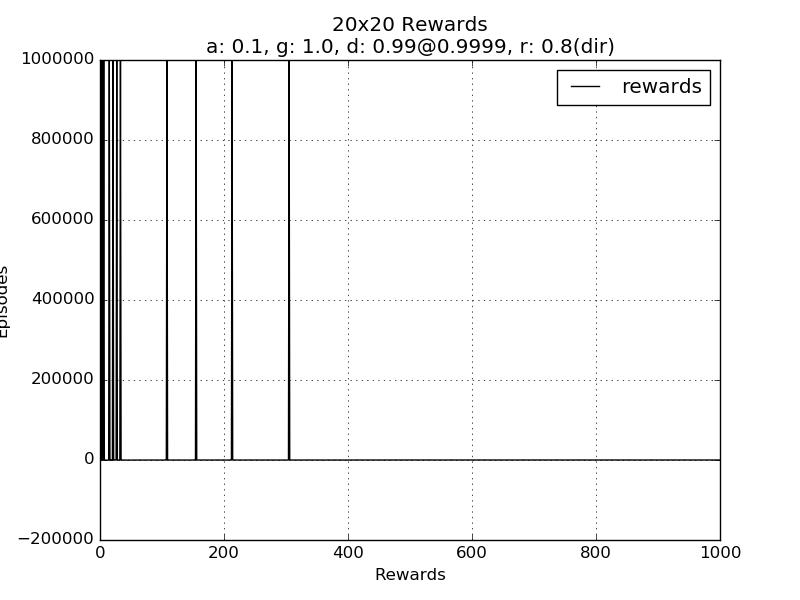 20x20 Rewards
a: 0.1, g: 1.0, d: 0.99@0.9999, r: 0.8(dir)
rewards
1000000
800000
600000
400000
200000
0
−200000
Episodes
0 200 400 600 800 1000
Rewards